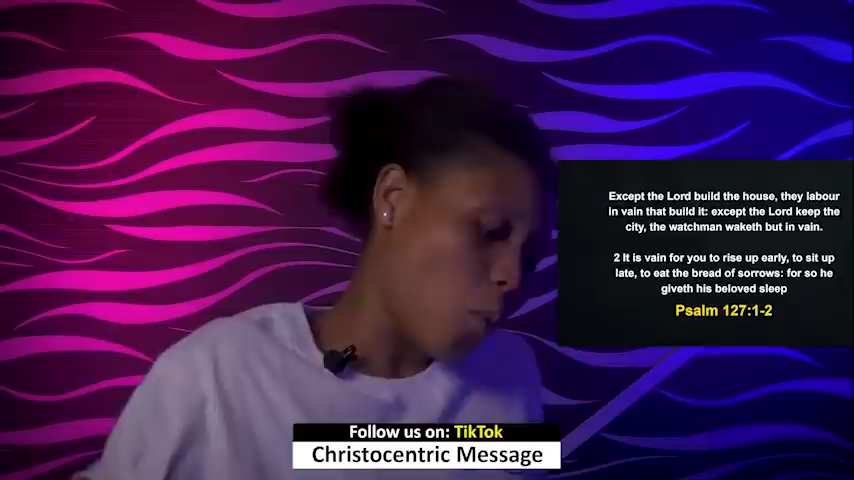 Except the Lord build the house, they labour
in vain that build it: except the Lord keep the
city, the watchman waketh but in vain.
2 It is vain for you to rise up early, to sit up
late, to eat the bread of sorrows: for so he
giveth his beloved sleep
Psalm 127:1-2
Follow us on: TikTok
Christocentric Message